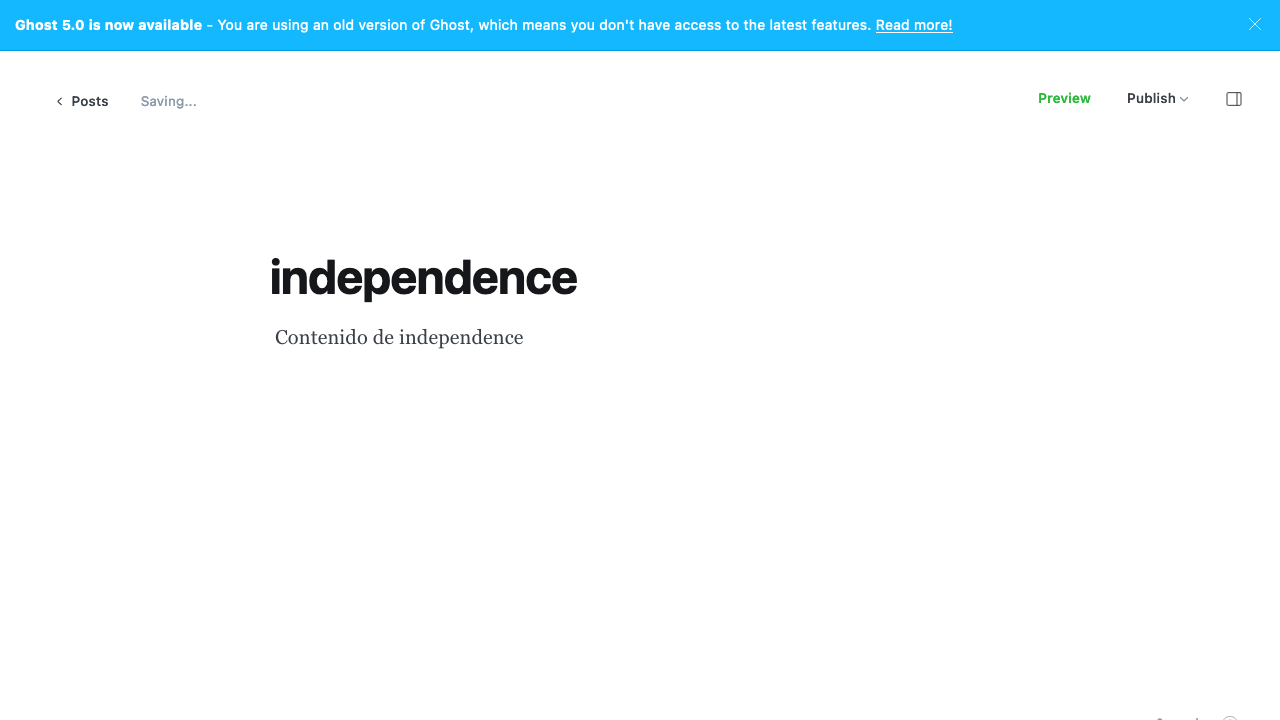 Ghost 5.0 is now available - You are using an old version of Ghost, which means you don't have access to the latest features. Read more!
Posts
Saving...
Preview
Publish
independence
Contenido de independence